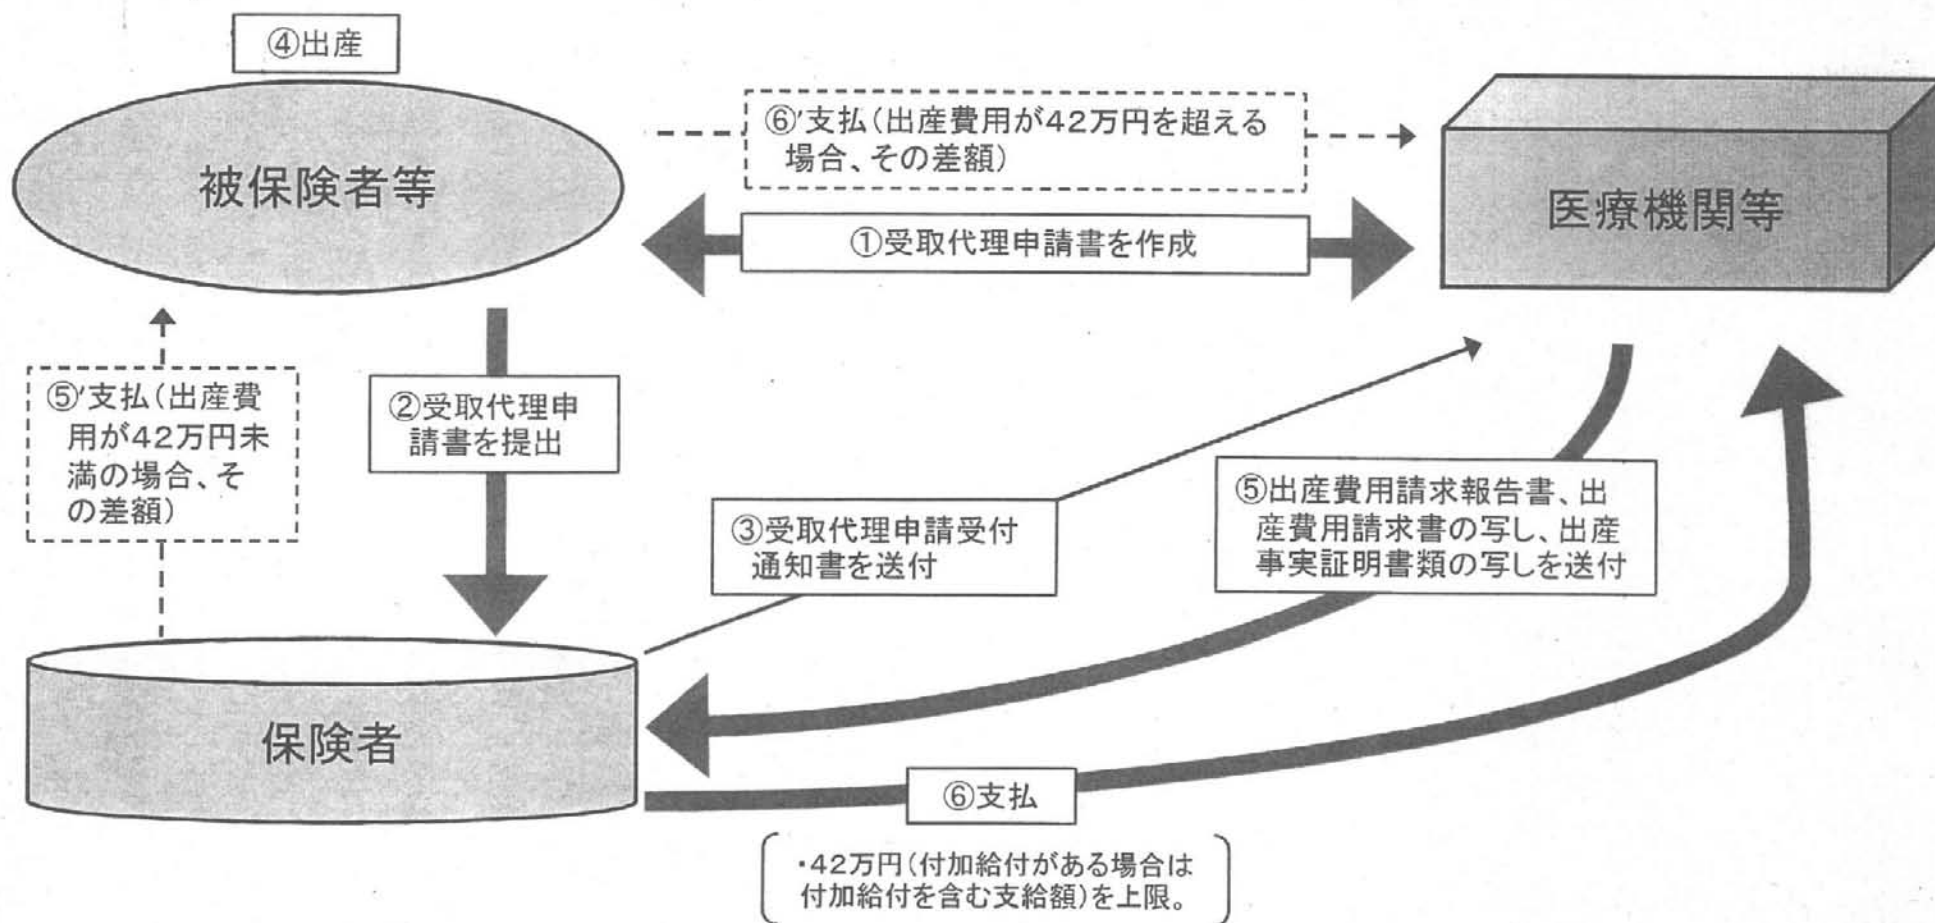 ④出産
被保険者等
⑥'支払(出産費用が42万円を超える
場合、その差額)
医療機関等
①受取代理申請書を作成
⑤'支払(出産費
用が42万円未
満の場合、そ
の差額)
②受取代理申
請書を提出
③受取代理申請受付
通知書を送付
⑤出産費用請求報告書、出
産費用請求書の写し、出産
事実証明書類の写しを送付
保険者
⑥支払
・42万円(付加給付がある場合は
付加給付を含む支給額)を上限。